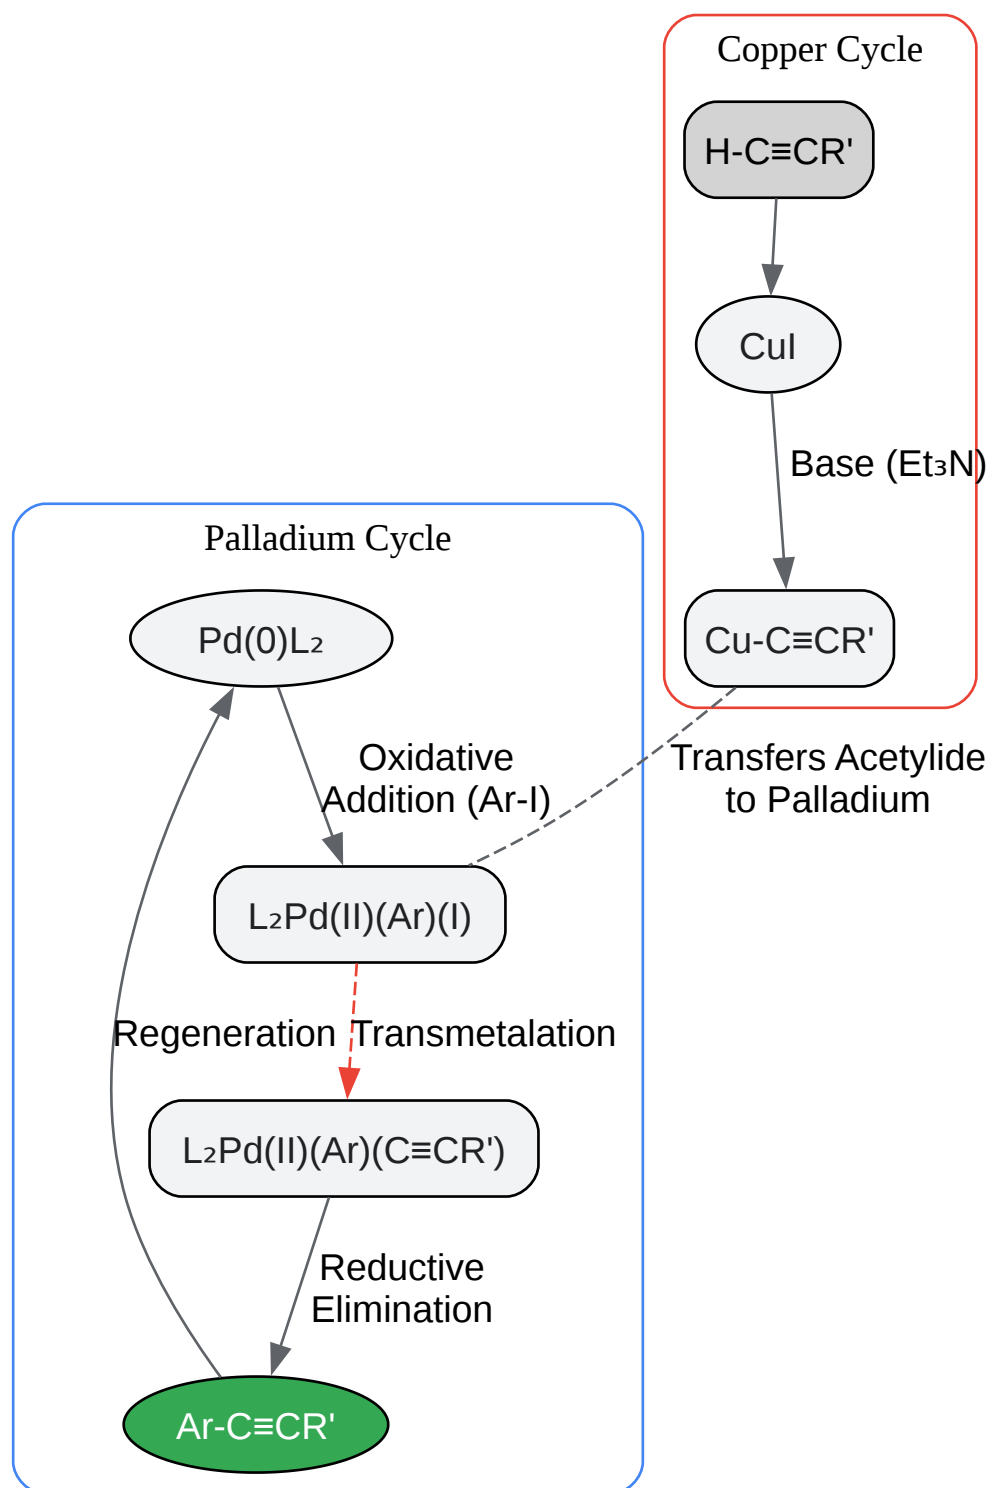 Copper Cycle
H-C≡CR'
CuI
Base (Et₃N)
Cu-C≡CR'
Transfers Acetylide
to Palladium
Palladium Cycle
Pd(0)L₂
Oxidative
Addition (Ar-I)
L₂Pd(II)(Ar)(I)
Regeneration
Transmetalation
L₂Pd(II)(Ar)(C≡CR')
Reductive
Elimination
Ar-C≡CR'